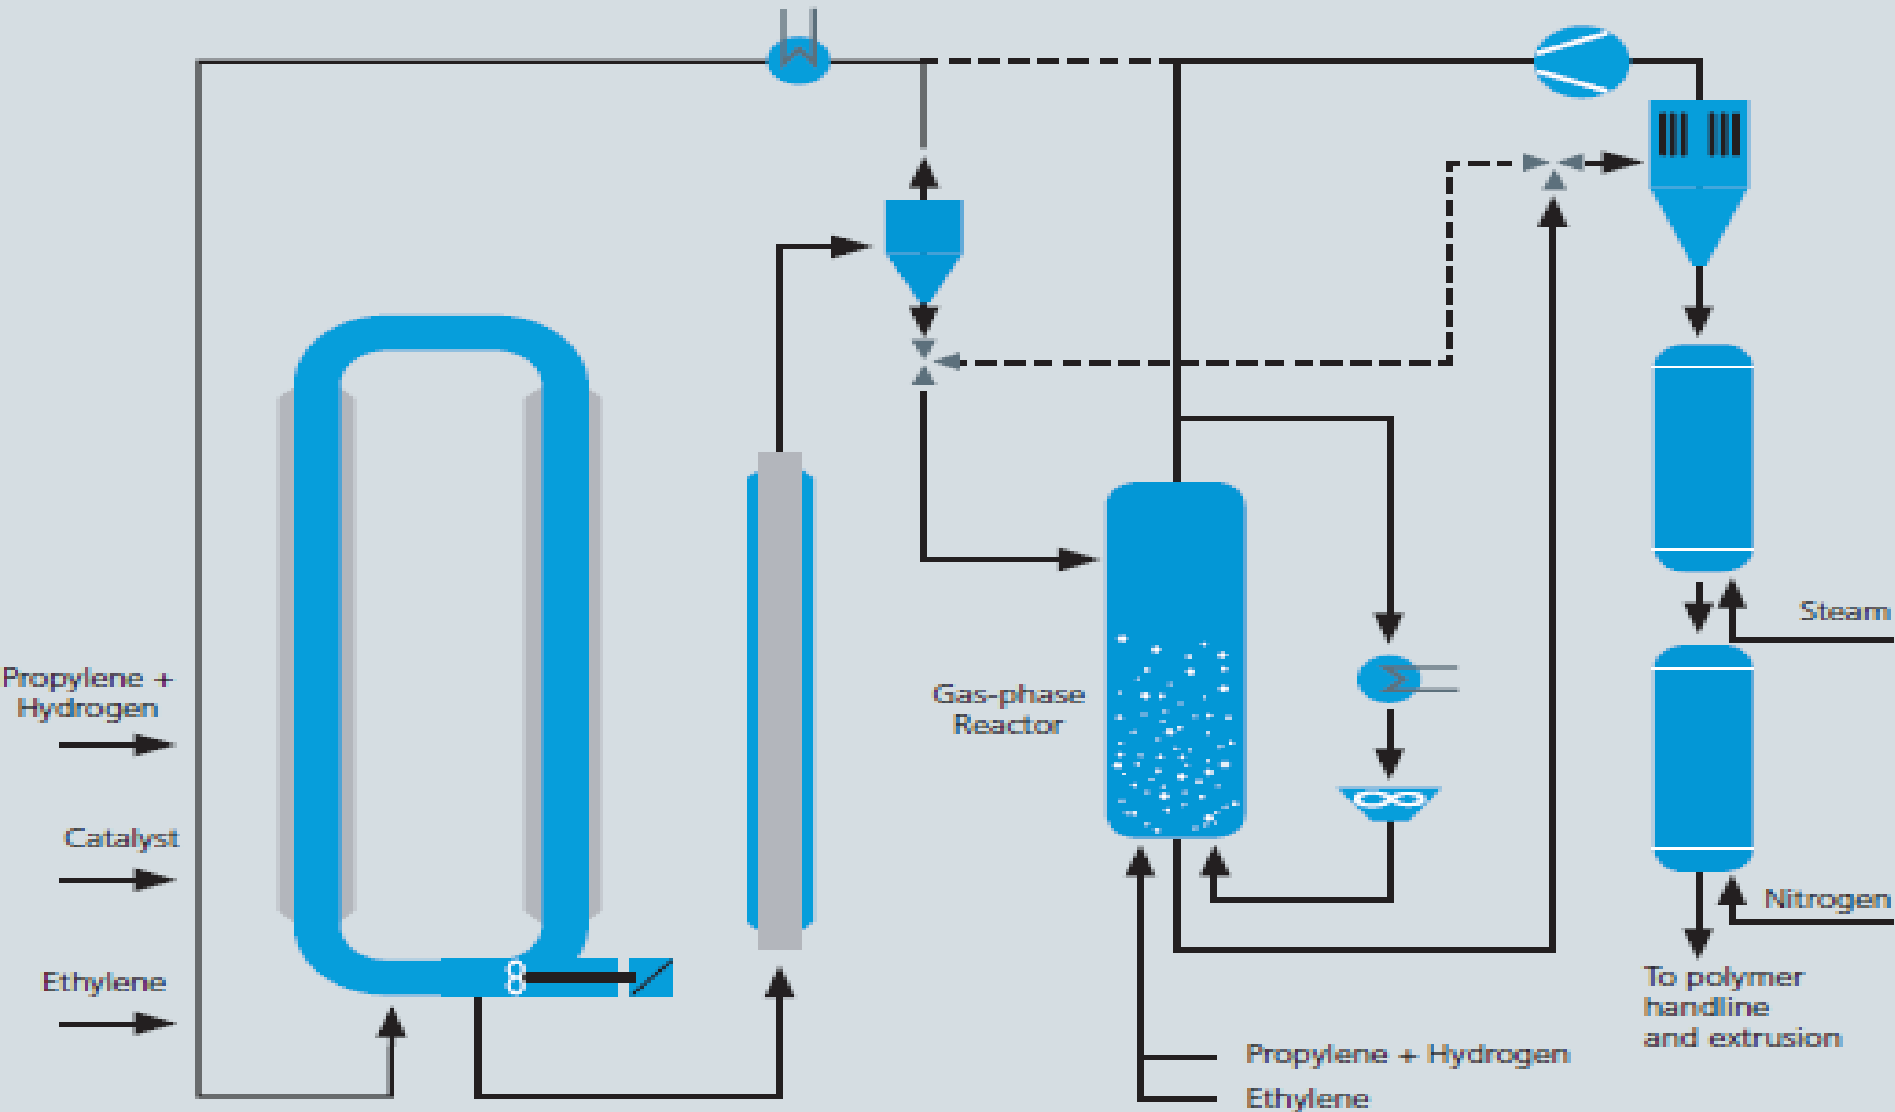 Steam
Propylene +
Hydrogen
Gas-phase
Reactor
Catalyst
Nitrogen
Ethylene
To polymer
handline
and extrusion
Propylene + Hydrogen
Ethylene